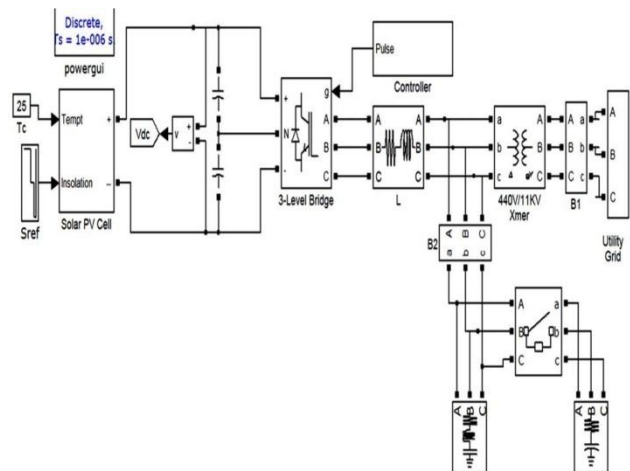 Discrete,
Ts = 1e-006 s.
powergui
Pulse
Controller
25
Tc
Tempt
+
Insolation
–
Solar PV Cell
Sref
Vdc
v
+
-
+
N
-
g
A
B
C
3-Level Bridge
A
B
C
A
B
C
L
a
b
c
A
B
C
440V/11KV
Xmer
A
B
C
a
b
c
B1
A
B
C
Utility
Grid
B2
A
B
C
a
b
c
A
B
C
a
b
c
A
B
C
A
B
C